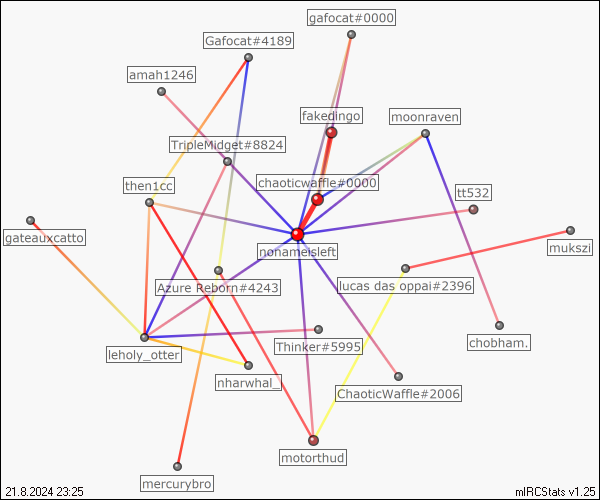 gafocat#0000
Gafocat#4189
amah1246
fakedingo
moonraven
TripleMidget#8824
then1cc
chaoticwaffle#0000
tt532
gateauxcatto
nonameisleft
mukszi
Azure Reborn#4243
lucas das oppai#2396
leholy_otter
Thinker#5995
chobham.
nharwhal_
ChaoticWaffle#2006
motorthud
mercurybro
21.8.2024 23:25
mIRCStats v1.25